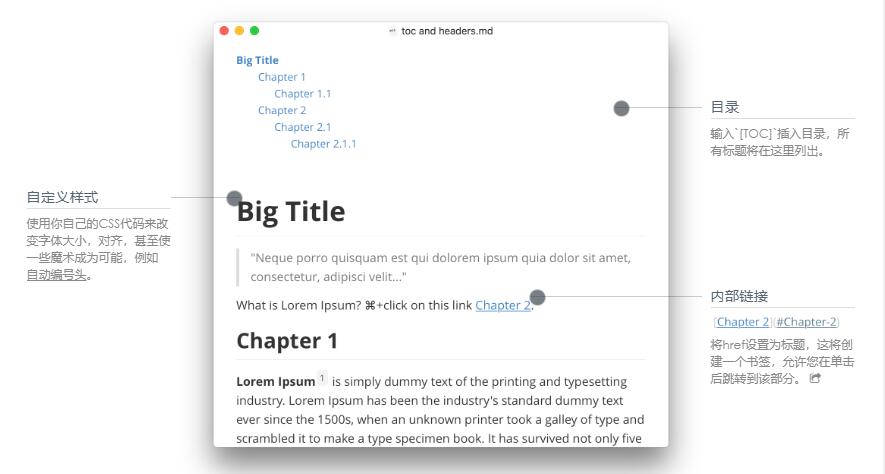 toc and headers.md
Big Title
Chapter 1
Chapter 1.1
Chapter 2
Chapter 2.1
Chapter 2.1.1
目录
输入`[TOC]`插入目录，所
有标题将在这里列出。
自定义样式
使用你自己的CSS代码来改
变字体大小，对齐，甚至使
一些魔术成为可能，例如
自动编号头。
Big Title
"Neque porro quisquam est qui dolorem ipsum quia dolor sit amet,
consectetur, adipisci velit..."
What is Lorem Ipsum? ⌘+click on this link Chapter 2.
内部链接
[Chapter 2](#Chapter-2)
将href设置为标题，这将创
建一个书签，允许您在单击
后跳转到该部分。
Chapter 1
Lorem Ipsum 1 is simply dummy text of the printing and typesetting
industry. Lorem Ipsum has been the industry's standard dummy text
ever since the 1500s, when an unknown printer took a galley of type and
scrambled it to make a type specimen book. It has survived not only five